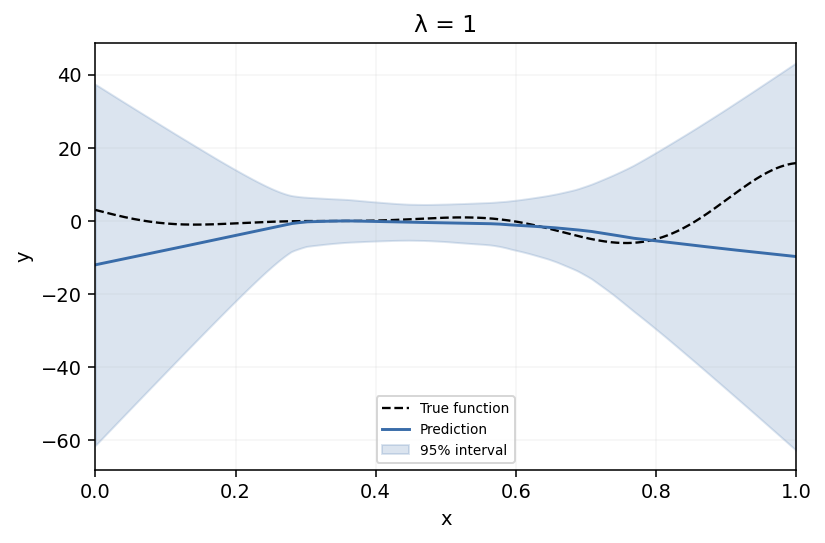 λ = 1
40
20
0
−20
−40
−60
y
True function
Prediction
95% interval
0.0
0.2
0.4
0.6
0.8
1.0
x